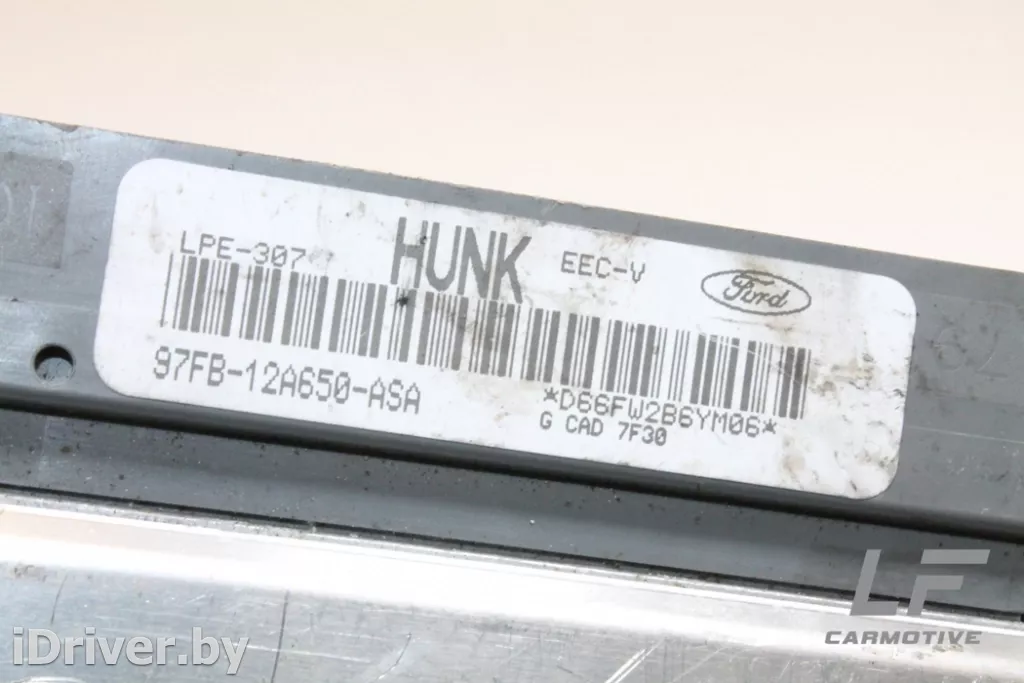 LPE-307 HUNK EEC-V Ford
97FB-12A650-ASA *D66FW2B6YM06*
G CAD 7F30
LF
CARMOTIVE
iDriver.by